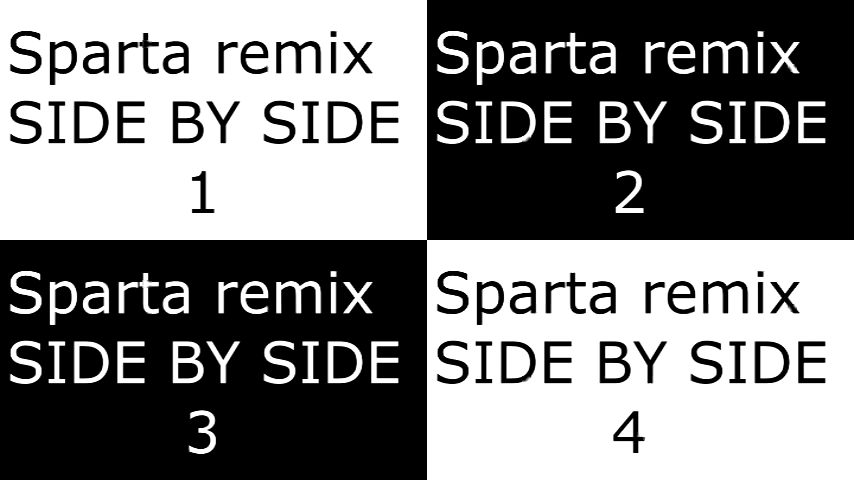 Sparta remix
SIDE BY SIDE
1
Sparta remix
SIDE BY SIDE
2
Sparta remix
SIDE BY SIDE
3
Sparta remix
SIDE BY SIDE
4